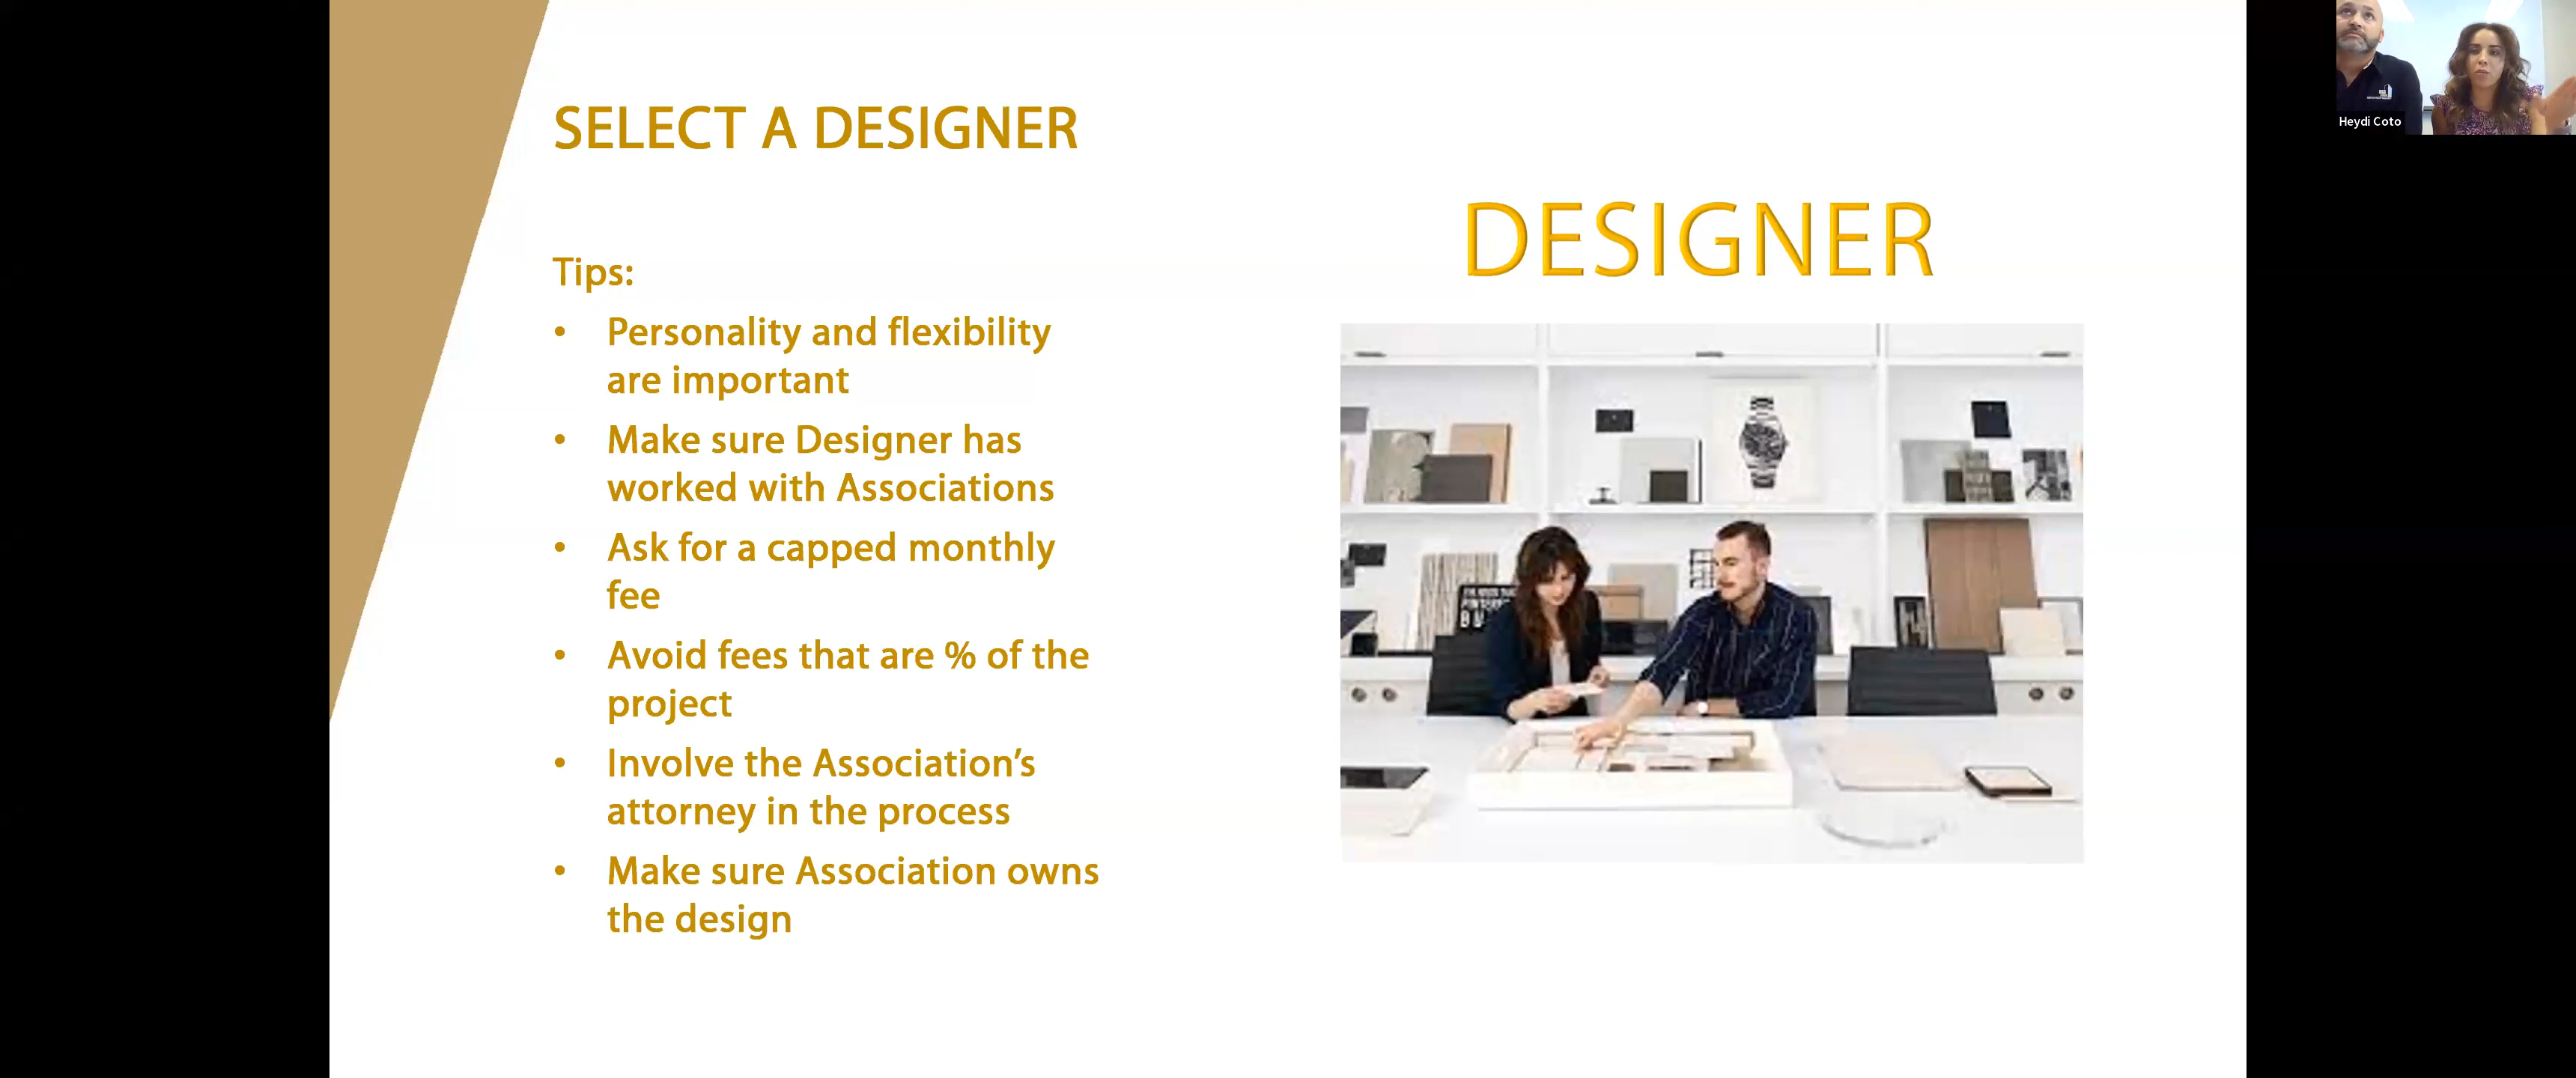 SELECT A DESIGNER
Tips:
• Personality and flexibility
are important
• Make sure Designer has
worked with Associations
• Ask for a capped monthly
fee
• Avoid fees that are % of the
project
• Involve the Association's
attorney in the process
• Make sure Association owns
the design
DESIGNER
Heydi Coto